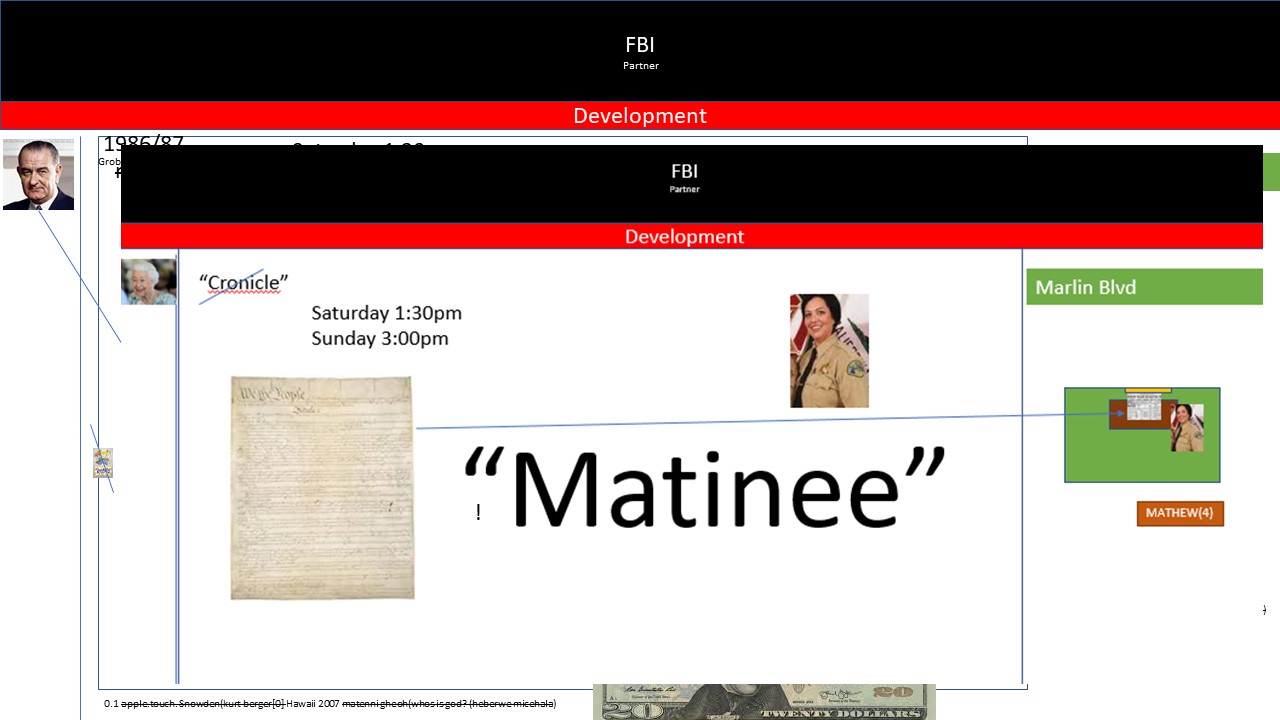 FBI
Partner
Development
1986/87
Grob
FBI
Partner
Development
“Cronicle”
Marlin Blvd
Saturday 1:30pm
Sunday 3:00pm
We the People
“Matinee”
!
MATHEW(4)
0.1 apple.touch. Snowden(kurt berger[0] Hawaii 2007 matenni gheoh(who is god? (heberwe micehala)
20
TWENTY DOLLARS
20